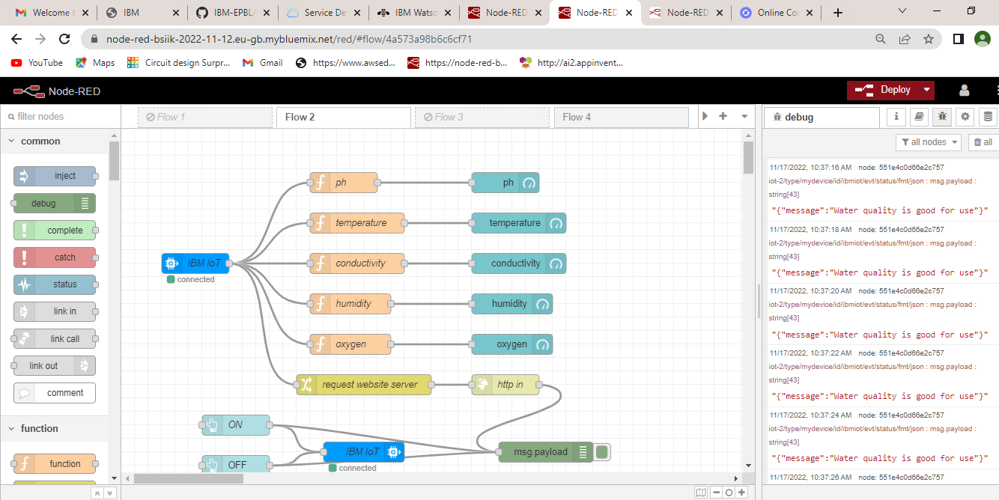 Welcome t
IBM
IBM-EPBL/
Service De
IBM Watso
Node-RED
Node-RED
Node-RED
Online Co
node-red-bsiik-2022-11-12.eu-gb.mybluemix.net/red/#flow/4a573a98b6c6cf71
YouTube
Maps
Circuit design Surpr...
Gmail
https://www.awsed...
https://node-red-b...
http://ai2.appinvent...
Node-RED
Deploy
filter nodes
Flow 1
Flow 2
Flow 3
Flow 4
debug
i
all nodes
all
common
inject
debug
complete
catch
status
link in
link call
link out
comment
function
function
ph
ph
temperature
temperature
IBM IoT
connected
conductivity
conductivity
humidity
humidity
oxygen
oxygen
request website server
http in
ON
OFF
IBM IoT
connected
msg.payload
11/17/2022, 10:37:16 AM node: 551e4c0d66e2c757
iot-2/type/mydevice/id/ibmiot/evt/status/fmt/json : msg.payload :
string[43]
"{"message":"Water quality is good for use"}"
11/17/2022, 10:37:18 AM node: 551e4c0d66e2c757
iot-2/type/mydevice/id/ibmiot/evt/status/fmt/json : msg.payload :
string[43]
"{"message":"Water quality is good for use"}"
11/17/2022, 10:37:20 AM node: 551e4c0d66e2c757
iot-2/type/mydevice/id/ibmiot/evt/status/fmt/json : msg.payload :
string[43]
"{"message":"Water quality is good for use"}"
11/17/2022, 10:37:22 AM node: 551e4c0d66e2c757
iot-2/type/mydevice/id/ibmiot/evt/status/fmt/json : msg.payload :
string[43]
"{"message":"Water quality is good for use"}"
11/17/2022, 10:37:24 AM node: 551e4c0d66e2c757
iot-2/type/mydevice/id/ibmiot/evt/status/fmt/json : msg.payload :
string[43]
"{"message":"Water quality is good for use"}"
11/17/2022, 10:37:26 AM node: 551e4c0d66e2c757